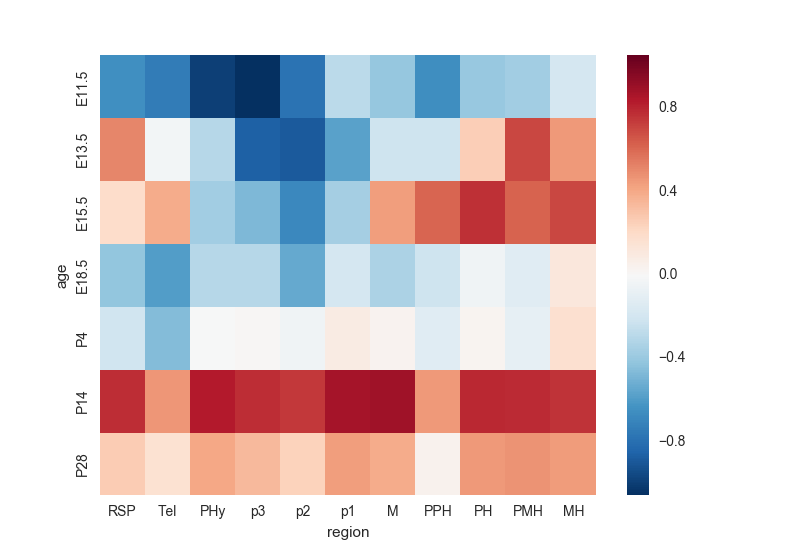 E11.5
E13.5
E15.5
E18.5
P4
P14
P28
age
RSP Tel PHy p3 p2 p1 M PPH PH PMH MH
region
0.8
0.4
0.0
−0.4
−0.8